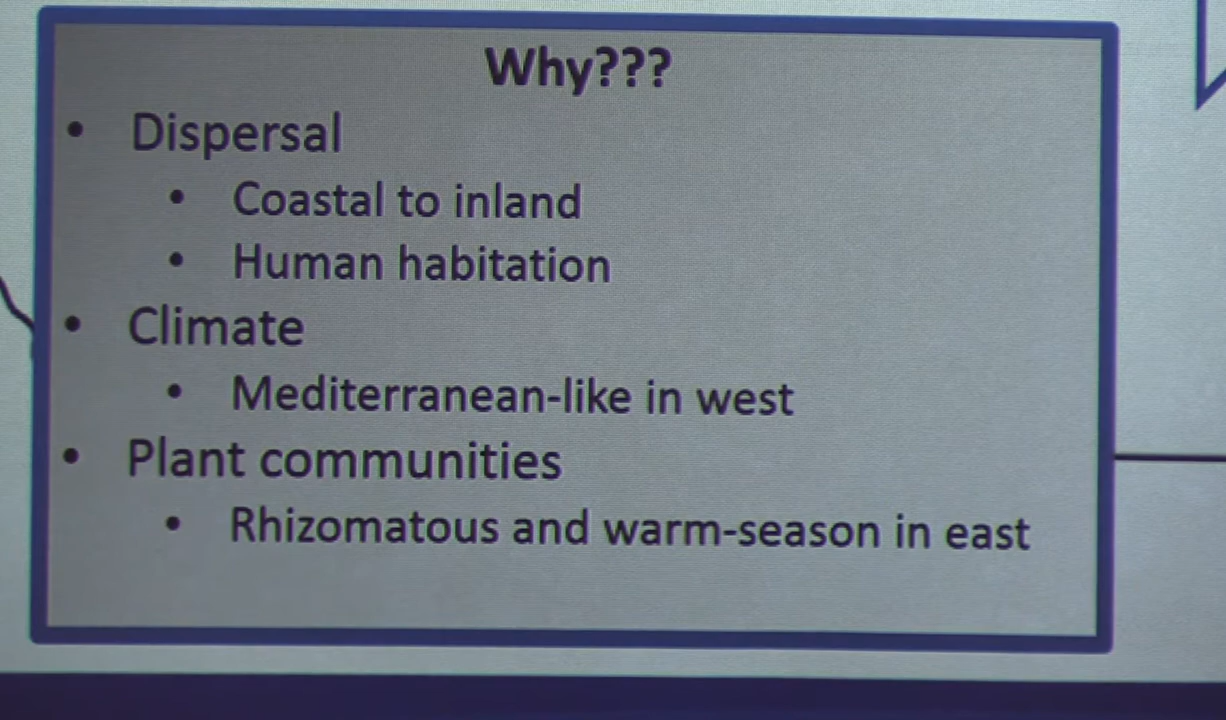 Why???
• Dispersal
• Coastal to inland
• Human habitation
• Climate
• Mediterranean-like in west
• Plant communities
• Rhizomatous and warm-season in east